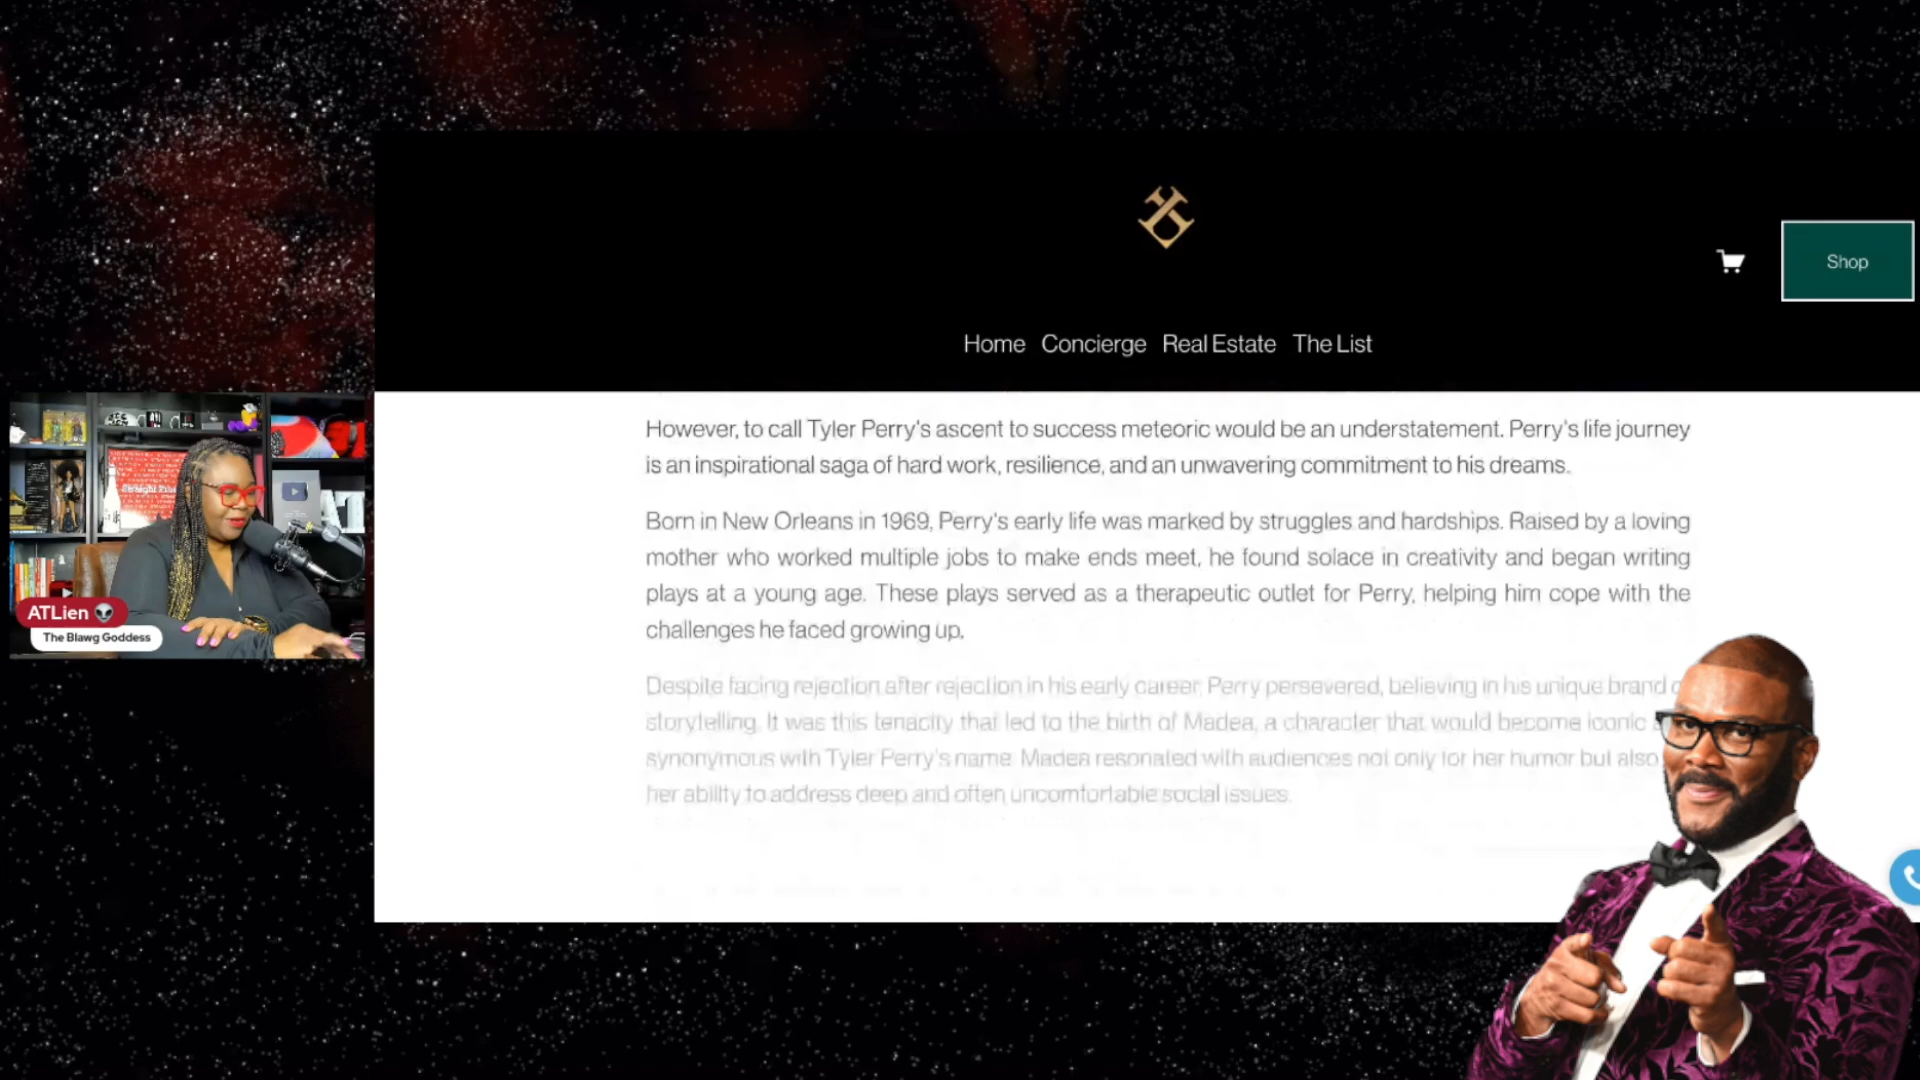 Shop
Home Concierge Real Estate The List
However, to call Tyler Perry's ascent to success meteoric would be an understatement. Perry's life journey
is an inspirational saga of hard work, resilience, and an unwavering commitment to his dreams.
Born in New Orleans in 1969, Perry's early life was marked by struggles and hardships. Raised by a loving
mother who worked multiple jobs to make ends meet, he found solace in creativity and began writing
plays at a young age. These plays served as a therapeutic outlet for Perry, helping him cope with the
challenges he faced growing up.
Despite facing rejection after rejection in his early career, Perry persevered, believing in his unique brand
storytelling. It was this tenacity that led to the birth of Madea, a character that would become iconic
synonymous with Tyler Perry's name. Madea resonated with audiences not only for her humor but also
her ability to address deep and often uncomfortable social issues.
ATLien
The Blawg Goddess